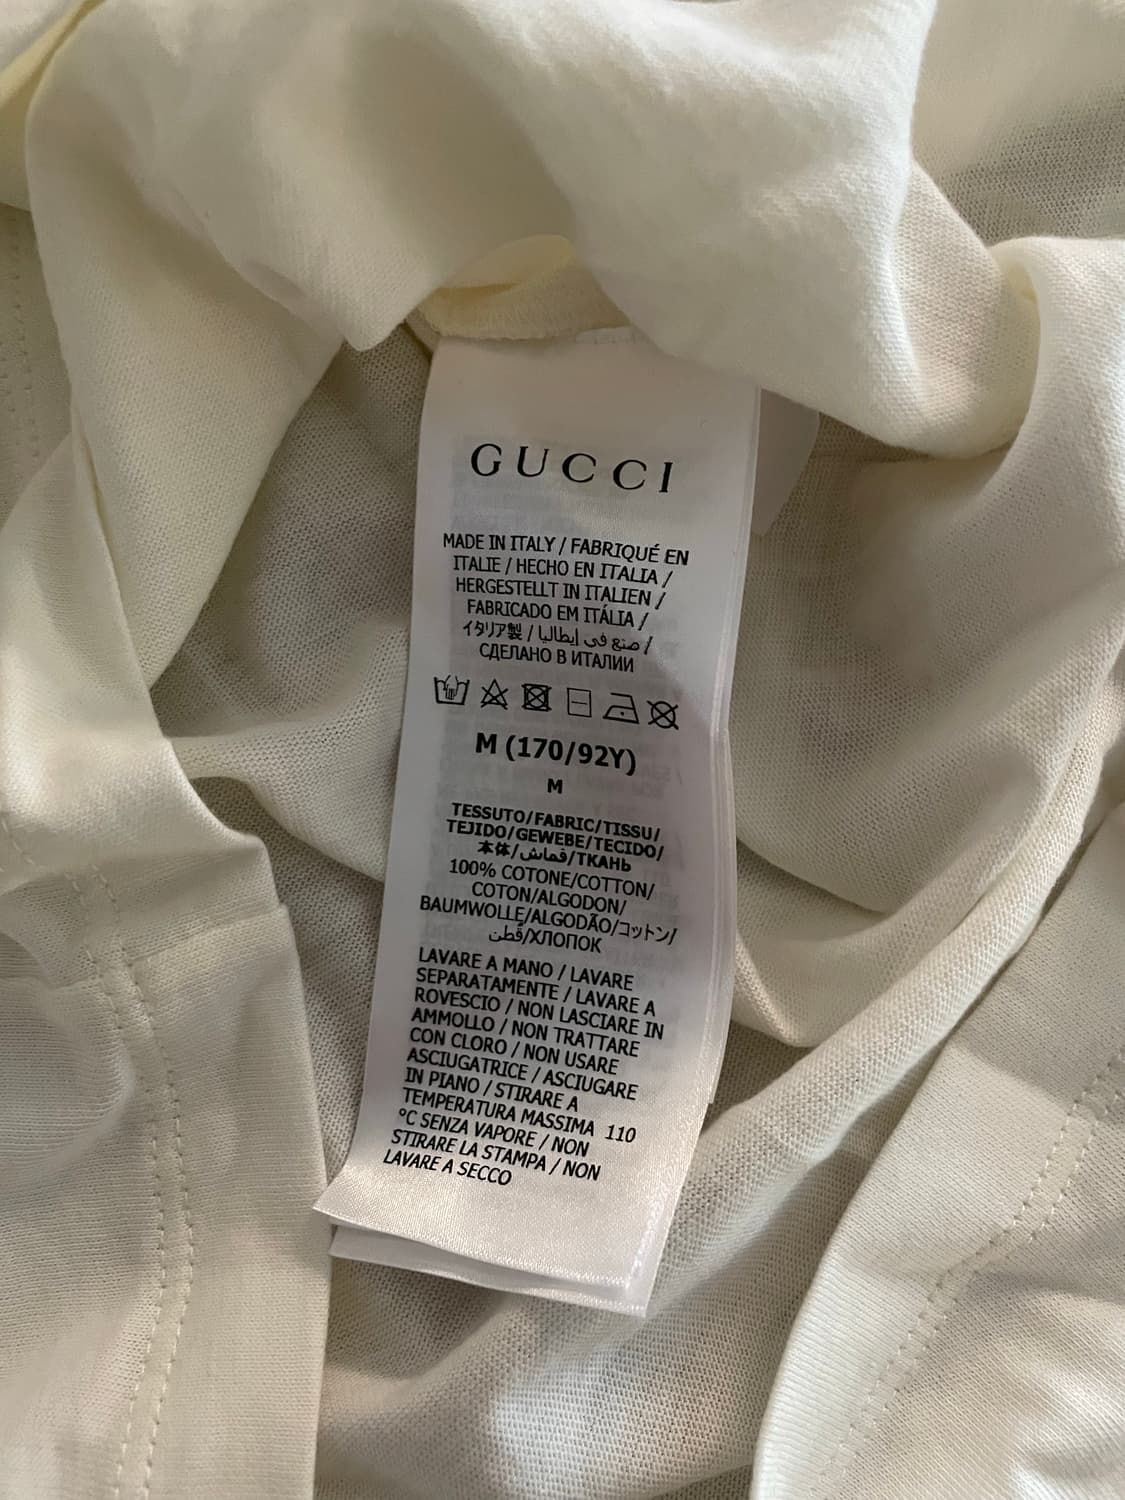 GUCCI
MADE IN ITALY / FABRIQUÉ EN
ITALIE / HECHO EN ITALIA /
HERGESTELLT IN ITALIEN /
FABRICADO EM ITÁLIA /
イタリア製 / صنع في إيطاليا /
СДЕЛАНО В ИТАЛИИ
M (170/92Y)
M
TESSUTO/FABRIC/TISSU/
TEJIDO/GEWEBE/TECIDO/
本体/قماش/ТКАНЬ
100% COTONE/COTTON/
COTON/ALGODON/
BAUMWOLLE/ALGODÃO/コットン/
قطن/ХЛОПОК
LAVARE A MANO / LAVARE
SEPARATAMENTE / LAVARE A
ROVESCIO / NON LASCIARE IN
AMMOLLO / NON TRATTARE
CON CLORO / NON USARE
ASCIUGATRICE / ASCIUGARE
IN PIANO / STIRARE A
TEMPERATURA MASSIMA 110
°C SENZA VAPORE / NON
STIRARE LA STAMPA / NON
LAVARE A SECCO